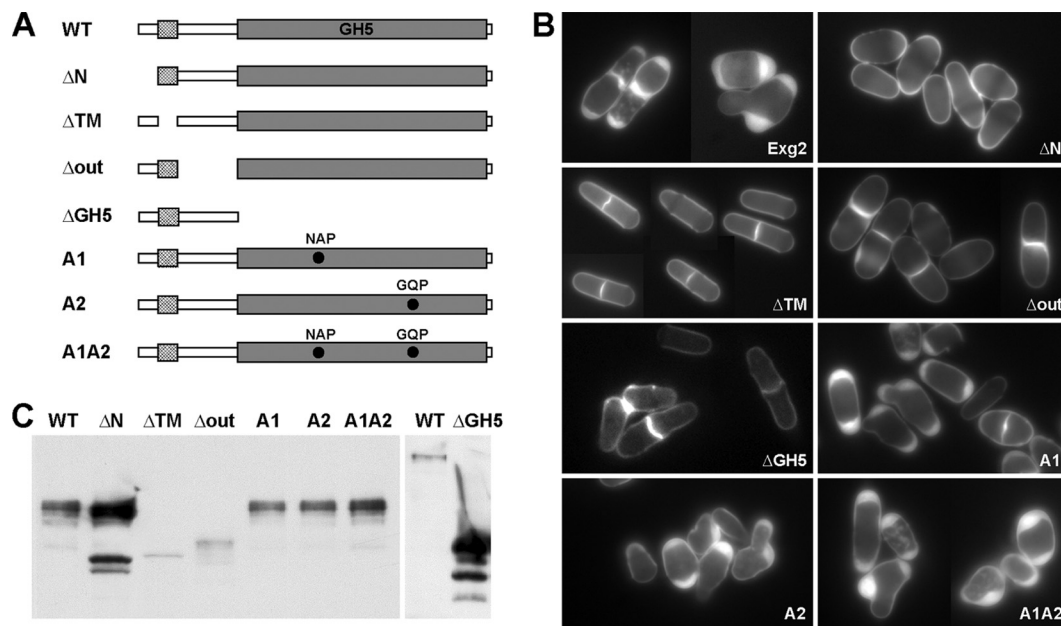 A
WT
GH5
ΔN
ΔTM
Δout
ΔGH5
A1
NAP
A2
GQP
A1A2
NAP GQP
B
Exg2
ΔN
ΔTM
Δout
ΔGH5
A1
A2
A1A2
C
WT ΔN ΔTM Δout A1 A2 A1A2 WT ΔGH5